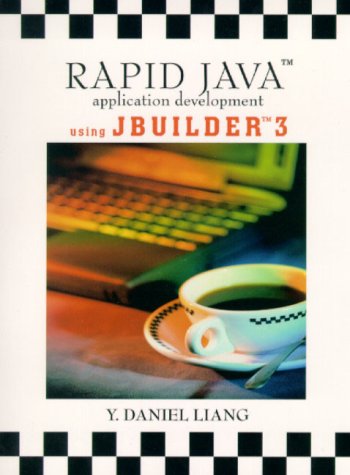 RAPID JAVA™
application development
using JBUILDER™ 3
Y. DANIEL LIANG